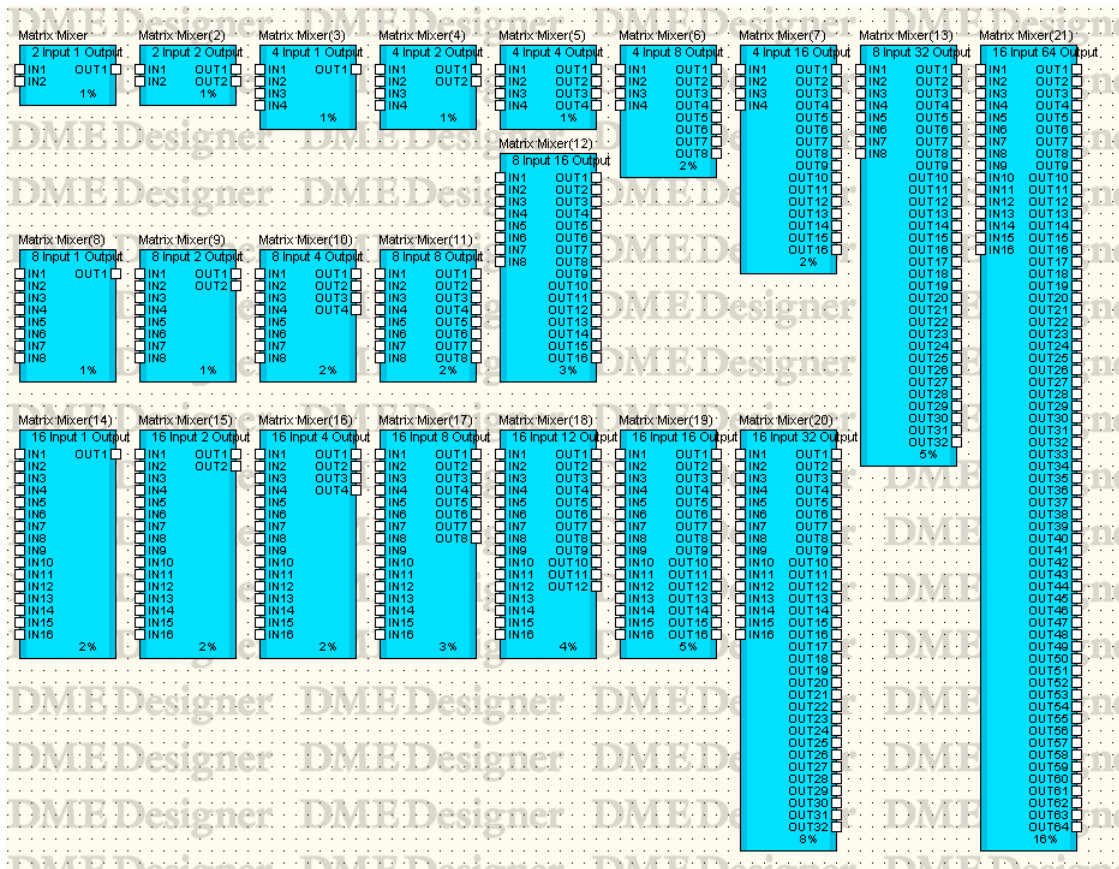 DME Designer DME Designer DME Designer
Matrix Mixer
2 Input 1 Output
IN1 OUT1
IN2
1%
Matrix Mixer(2)
2 Input 2 Output
IN1 OUT1
IN2 OUT2
1%
Matrix Mixer(3)
4 Input 1 Output
IN1 OUT1
IN2
IN3
IN4
1%
Matrix Mixer(4)
4 Input 2 Output
IN1 OUT1
IN2 OUT2
IN3
IN4
1%
Matrix Mixer(5)
4 Input 4 Output
IN1 OUT1
IN2 OUT2
IN3 OUT3
IN4 OUT4
1%
Matrix Mixer(6)
4 Input 8 Output
IN1 OUT1
IN2 OUT2
IN3 OUT3
IN4 OUT4
OUT5
OUT6
OUT7
OUT8
2%
Matrix Mixer(7)
4 Input 16 Output
IN1 OUT1
IN2 OUT2
IN3 OUT3
IN4 OUT4
OUT5
OUT6
OUT7
OUT8
OUT9
OUT10
OUT11
OUT12
OUT13
OUT14
OUT15
OUT16
2%
Matrix Mixer(13)
8 Input 32 Output
IN1 OUT1
IN2 OUT2
IN3 OUT3
IN4 OUT4
IN5 OUT5
IN6 OUT6
IN7 OUT7
IN8 OUT8
OUT9
OUT10
OUT11
OUT12
OUT13
OUT14
OUT15
OUT16
OUT17
OUT18
OUT19
OUT20
OUT21
OUT22
OUT23
OUT24
OUT25
OUT26
OUT27
OUT28
OUT29
OUT30
OUT31
OUT32
5%
Matrix Mixer(21)
16 Input 64 Output
IN1 OUT1
IN2 OUT2
IN3 OUT3
IN4 OUT4
IN5 OUT5
IN6 OUT6
IN7 OUT7
IN8 OUT8
IN9 OUT9
IN10 OUT10
IN11 OUT11
IN12 OUT12
IN13 OUT13
IN14 OUT14
IN15 OUT15
IN16 OUT16
OUT17
OUT18
OUT19
OUT20
OUT21
OUT22
OUT23
OUT24
OUT25
OUT26
OUT27
OUT28
OUT29
OUT30
OUT31
OUT32
OUT33
OUT34
OUT35
OUT36
OUT37
OUT38
OUT39
OUT40
OUT41
OUT42
OUT43
OUT44
OUT45
OUT46
OUT47
OUT48
OUT49
OUT50
OUT51
OUT52
OUT53
OUT54
OUT55
OUT56
OUT57
OUT58
OUT59
OUT60
OUT61
OUT62
OUT63
OUT64
16%
Matrix Mixer(12)
8 Input 16 Output
IN1 OUT1
IN2 OUT2
IN3 OUT3
IN4 OUT4
IN5 OUT5
IN6 OUT6
IN7 OUT7
IN8 OUT8
OUT9
OUT10
OUT11
OUT12
OUT13
OUT14
OUT15
OUT16
3%
Matrix Mixer(8)
8 Input 1 Output
IN1 OUT1
IN2
IN3
IN4
IN5
IN6
IN7
IN8
1%
Matrix Mixer(9)
8 Input 2 Output
IN1 OUT1
IN2 OUT2
IN3
IN4
IN5
IN6
IN7
IN8
1%
Matrix Mixer(10)
8 Input 4 Output
IN1 OUT1
IN2 OUT2
IN3 OUT3
IN4 OUT4
IN5
IN6
IN7
IN8
2%
Matrix Mixer(11)
8 Input 8 Output
IN1 OUT1
IN2 OUT2
IN3 OUT3
IN4 OUT4
IN5 OUT5
IN6 OUT6
IN7 OUT7
IN8 OUT8
2%
Matrix Mixer(14)
16 Input 1 Output
IN1 OUT1
IN2
IN3
IN4
IN5
IN6
IN7
IN8
IN9
IN10
IN11
IN12
IN13
IN14
IN15
IN16
2%
Matrix Mixer(15)
16 Input 2 Output
IN1 OUT1
IN2 OUT2
IN3
IN4
IN5
IN6
IN7
IN8
IN9
IN10
IN11
IN12
IN13
IN14
IN15
IN16
2%
Matrix Mixer(16)
16 Input 4 Output
IN1 OUT1
IN2 OUT2
IN3 OUT3
IN4 OUT4
IN5
IN6
IN7
IN8
IN9
IN10
IN11
IN12
IN13
IN14
IN15
IN16
2%
Matrix Mixer(17)
16 Input 8 Output
IN1 OUT1
IN2 OUT2
IN3 OUT3
IN4 OUT4
IN5 OUT5
IN6 OUT6
IN7 OUT7
IN8 OUT8
IN9
IN10
IN11
IN12
IN13
IN14
IN15
IN16
3%
Matrix Mixer(18)
16 Input 12 Output
IN1 OUT1
IN2 OUT2
IN3 OUT3
IN4 OUT4
IN5 OUT5
IN6 OUT6
IN7 OUT7
IN8 OUT8
IN9 OUT9
IN10 OUT10
IN11 OUT11
IN12 OUT12
IN13
IN14
IN15
IN16
4%
Matrix Mixer(19)
16 Input 16 Output
IN1 OUT1
IN2 OUT2
IN3 OUT3
IN4 OUT4
IN5 OUT5
IN6 OUT6
IN7 OUT7
IN8 OUT8
IN9 OUT9
IN10 OUT10
IN11 OUT11
IN12 OUT12
IN13 OUT13
IN14 OUT14
IN15 OUT15
IN16 OUT16
5%
Matrix Mixer(20)
16 Input 32 Output
IN1 OUT1
IN2 OUT2
IN3 OUT3
IN4 OUT4
IN5 OUT5
IN6 OUT6
IN7 OUT7
IN8 OUT8
IN9 OUT9
IN10 OUT10
IN11 OUT11
IN12 OUT12
IN13 OUT13
IN14 OUT14
IN15 OUT15
IN16 OUT16
OUT17
OUT18
OUT19
OUT20
OUT21
OUT22
OUT23
OUT24
OUT25
OUT26
OUT27
OUT28
OUT29
OUT30
OUT31
OUT32
8%
DME Designer DME Designer
DME Designer DME Designer
DME Designer DME Designer